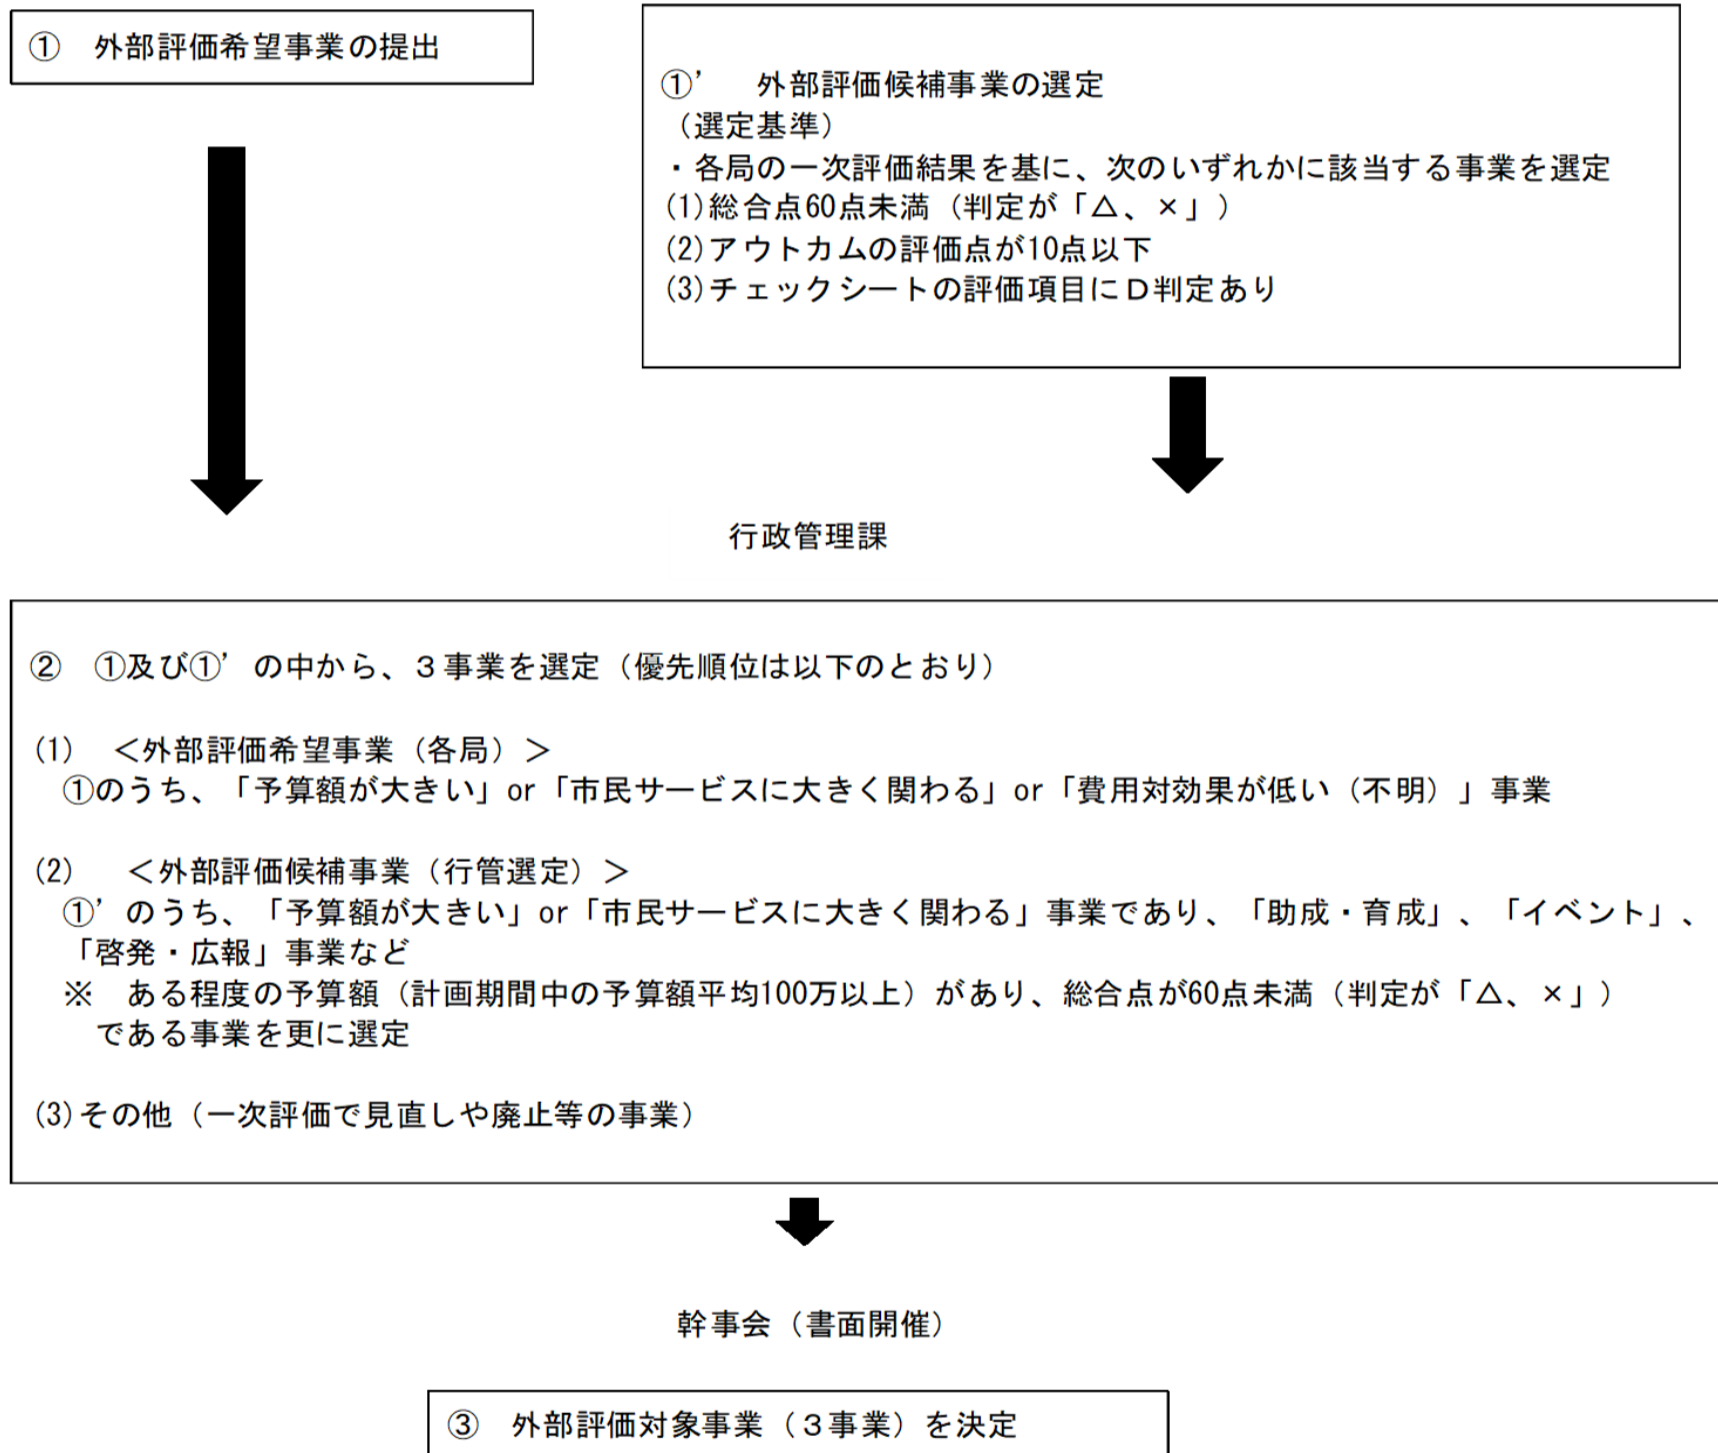 ① 外部評価希望事業の提出
①’ 外部評価候補事業の選定
(選定基準)
・各局の一次評価結果を基に、次のいずれかに該当する事業を選定
(1)総合点60点未満(判定が「△、×」)
(2)アウトカムの評価点が10点以下
(3)チェックシートの評価項目にD判定あり
行政管理課
② ①及び①’の中から、3事業を選定(優先順位は以下のとおり)
(1) <外部評価希望事業(各局)>
①のうち、「予算額が大きい」or「市民サービスに大きく関わる」or「費用対効果が低い(不明)」事業
(2) <外部評価候補事業(行管選定)>
①’のうち、「予算額が大きい」or「市民サービスに大きく関わる」事業であり、「助成・育成」、「イベント」、
「啓発・広報」事業など
※ ある程度の予算額(計画期間中の予算額平均100万以上)があり、総合点が60点未満(判定が「△、×」)
である事業を更に選定
(3)その他(一次評価で見直しや廃止等の事業)
幹事会(書面開催)
③ 外部評価対象事業(3事業)を決定